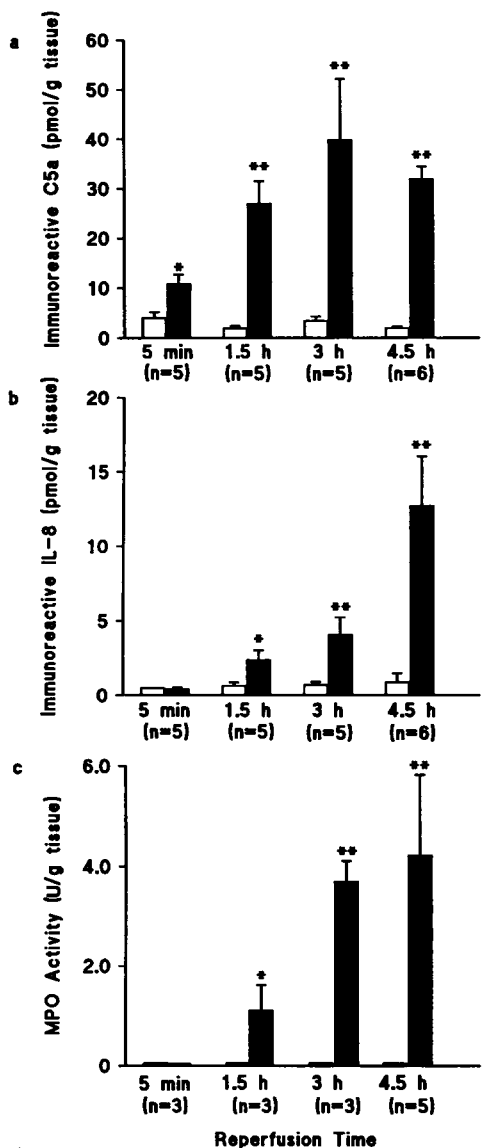 a
Immunoreactive C5a (pmol/g tissue)
60
50
40
30
20
10
0
*
**
**
**
5 min 1.5 h 3 h 4.5 h
(n=5) (n=5) (n=5) (n=6)
b
Immunoreactive IL-8 (pmol/g tissue)
20
15
10
5
0
*
**
**
5 min 1.5 h 3 h 4.5 h
(n=5) (n=5) (n=5) (n=6)
c
MPO Activity (U/g tissue)
6.0
4.0
2.0
0
*
**
**
5 min 1.5 h 3 h 4.5 h
(n=3) (n=3) (n=3) (n=5)
Reperfusion Time